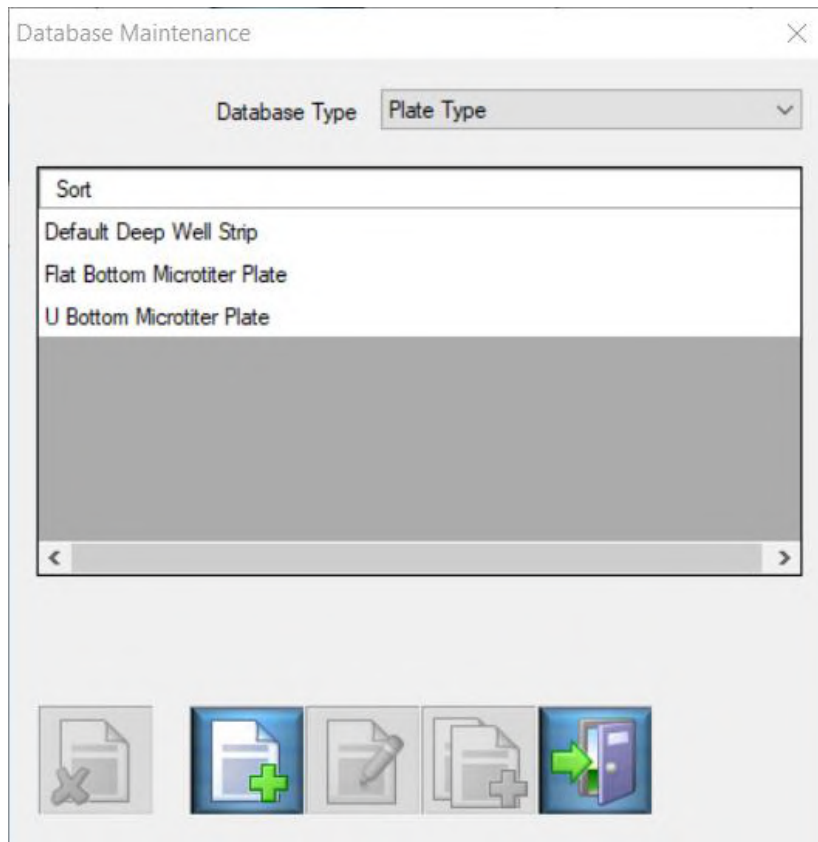 Database Maintenance
Database Type Plate Type
Sort
Default Deep Well Strip
Flat Bottom Microtiter Plate
U Bottom Microtiter Plate